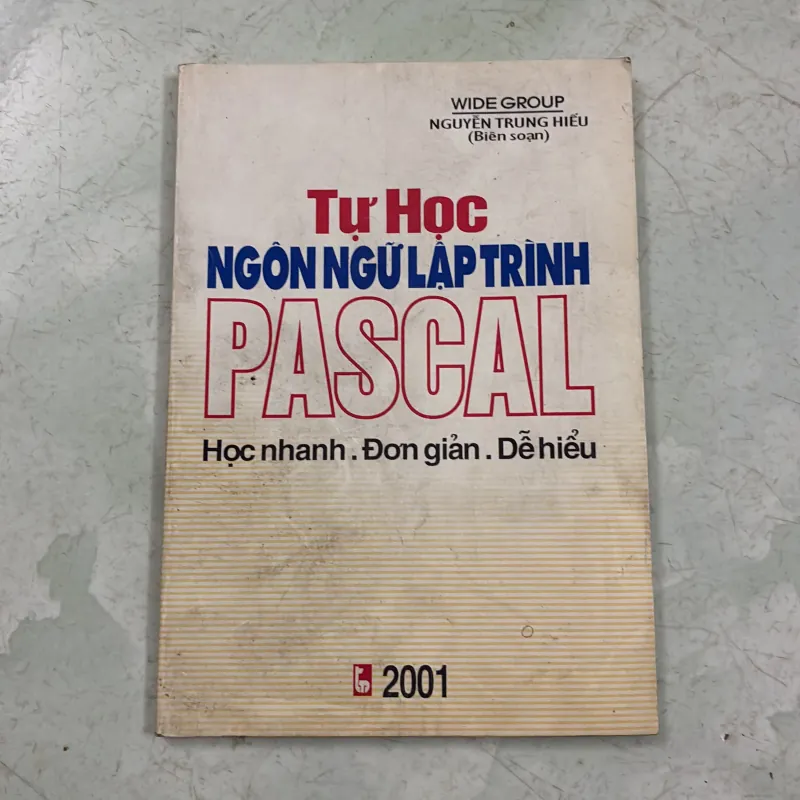 WIDE GROUP
NGUYỄN TRUNG HIẾU
(Biên soạn)
Tự Học
NGÔN NGỮ LẬP TRÌNH
PASCAL
Học nhanh . Đơn giản . Dễ hiểu
2001